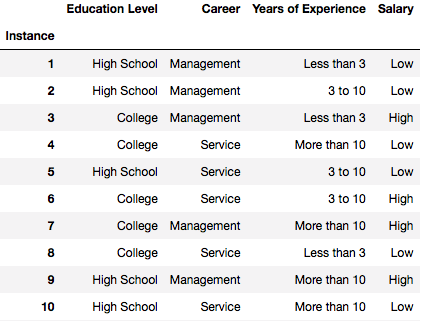 Education Level Career Years of Experience Salary
Instance
1 High School Management Less than 3 Low
2 High School Management 3 to 10 Low
3 College Management Less than 3 High
4 College Service More than 10 Low
5 High School Service 3 to 10 Low
6 College Service 3 to 10 High
7 College Management More than 10 High
8 College Service Less than 3 Low
9 High School Management More than 10 High
10 High School Service More than 10 Low